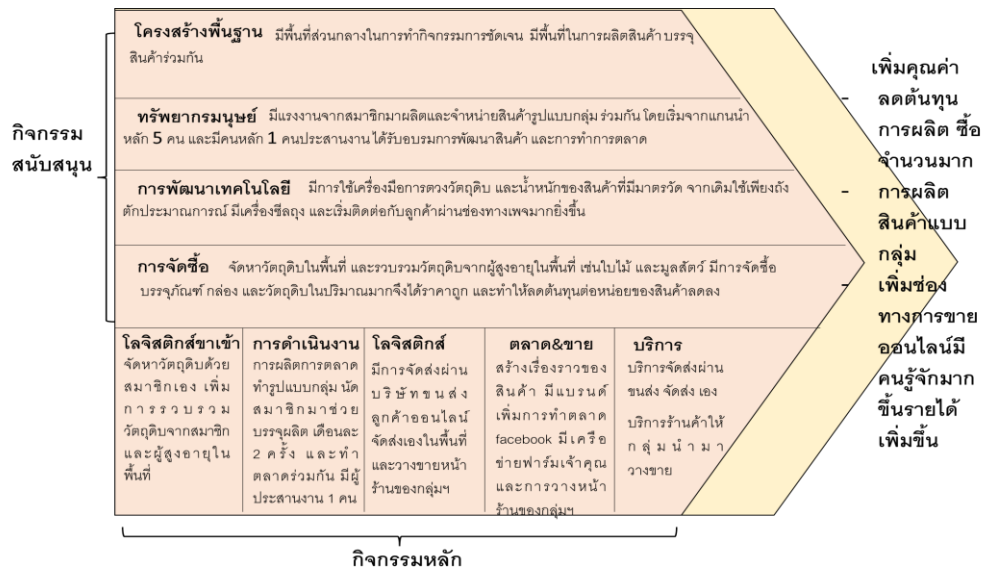 โครงสร้างพื้นฐาน มีพื้นที่ส่วนกลางในการทำกิจกรรมการชัดเจน มีพื้นที่ในการผลิตสินค้า บรรจุ
สินค้าร่วมกัน
ทรัพยากรมนุษย์ มีแรงงานจากสมาชิกมาผลิตและจำหน่ายสินค้ารูปแบบกลุ่ม ร่วมกัน โดยเริ่มจากแกนนำ
หลัก 5 คน และมีคนหลัก 1 คนประสานงาน ได้รับอบรมการพัฒนาสินค้า และการทำการตลาด
การพัฒนาเทคโนโลยี มีการใช้เครื่องมือการตวงวัตถุดิบ และน้ำหนักของสินค้าที่มีมาตรวัด จากเดิมใช้เพียงถัง
ตักประมาณการณ์ มีเครื่องซีลถุง และเริ่มติดต่อกับลูกค้าผ่านช่องทางเพจมากยิ่งขึ้น
การจัดซื้อ จัดหาวัตถุดิบในพื้นที่ และรวบรวมวัตถุดิบจากผู้สูงอายุในพื้นที่ เช่นใบไม้ และมูลสัตว์ มีการจัดซื้อ
บรรจุภัณฑ์ กล่อง และวัตถุดิบในปริมาณมากจึงได้ราคาถูก และทำให้ลดต้นทุนต่อหน่วยของสินค้าลดลง
กิจกรรม
สนับสนุน
โลจิสติกส์ขาเข้า
จัดหาวัตถุดิบด้วย
สมาชิกเอง เพิ่ม
การรวบรวม
วัตถุดิบจากสมาชิก
และผู้สูงอายุใน
พื้นที่
การดำเนินงาน
การผลิตการตลาด
ทำรูปแบบกลุ่ม นัด
สมาชิกมาช่วย
บรรจุผลิต เดือนละ
2 ครั้ง และทำ
ตลาดร่วมกัน มีผู้
ประสานงาน 1 คน
โลจิสติกส์
มีการจัดส่งผ่าน
บริษัทขนส่ง
ลูกค้าออนไลน์
จัดส่งเองในพื้นที่
และวางขายหน้า
ร้านของกลุ่มฯ
ตลาด&ขาย
สร้างเรื่องราวของ
สินค้า มีแบรนด์
เพิ่มการทำตลาด
facebook มีเครือ
ข่ายฟาร์มเจ้าคุณ
และการวางหน้า
ร้านของกลุ่มฯ
บริการ
บริการจัดส่งผ่าน
ขนส่ง จัดส่ง เอง
บริการร้านค้าให้
กลุ่มนำมา
วางขาย
กิจกรรมหลัก
เพิ่มคุณค่า
- ลดต้นทุน
การผลิต ซื้อ
จำนวนมาก
- การผลิต
สินค้าแบบ
กลุ่ม
- เพิ่มช่อง
ทางการขาย
ออนไลน์มี
คนรู้จักมาก
ขึ้นรายได้
เพิ่มขึ้น